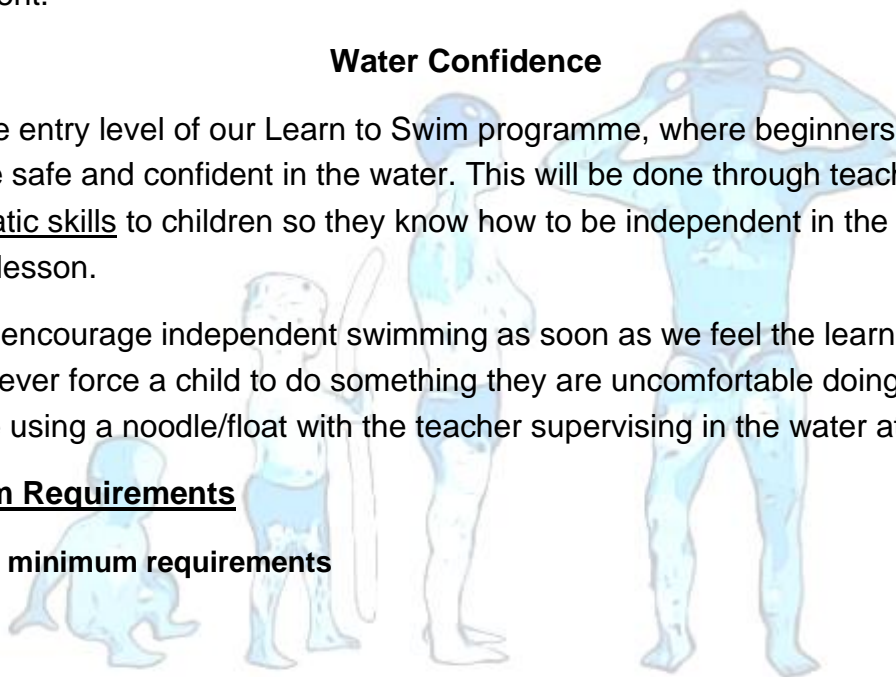 ont.
Water Confidence
e entry level of our Learn to Swim programme, where beginners
e safe and confident in the water. This will be done through teach
atic skills to children so they know how to be independent in the
lesson.
encourage independent swimming as soon as we feel the learn
ever force a child to do something they are uncomfortable doing
using a noodle/float with the teacher supervising in the water at
m Requirements
minimum requirements